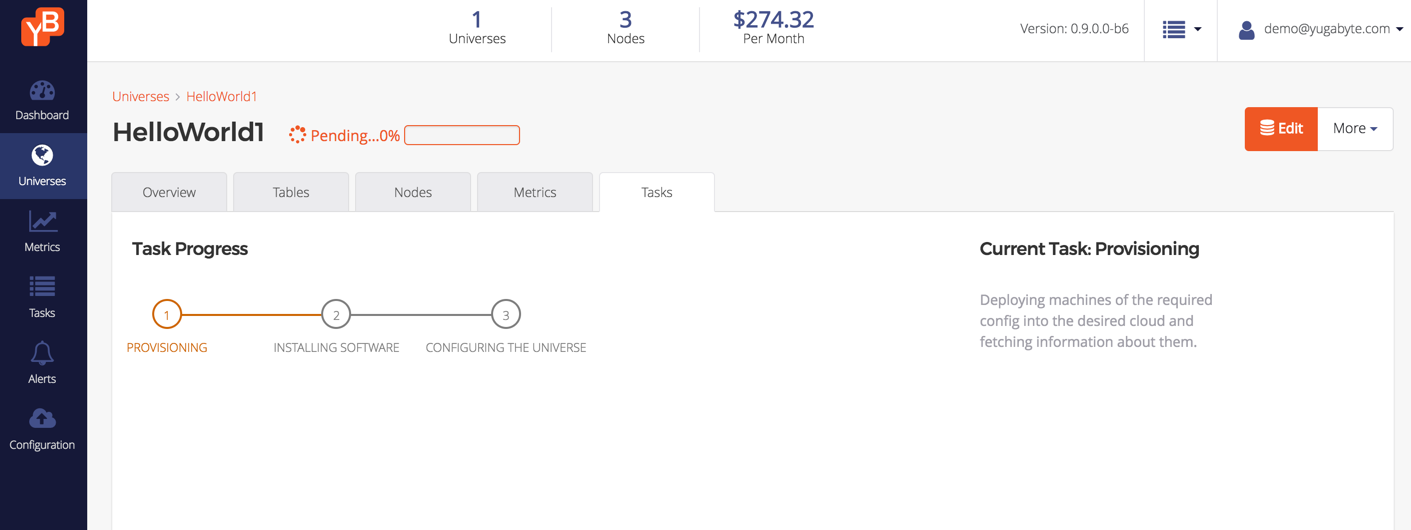 YB
1
Universes
3
Nodes
$274.32
Per Month
Version: 0.9.0.0-b6
demo@yugabyte.com
Dashboard
Universes
Metrics
Tasks
Alerts
Configuration
Universes > HelloWorld1
HelloWorld1
Pending...0%
Edit
More
Overview
Tables
Nodes
Metrics
Tasks
Task Progress
1
2
3
PROVISIONING
INSTALLING SOFTWARE
CONFIGURING THE UNIVERSE
Current Task: Provisioning
Deploying machines of the required
config into the desired cloud and
fetching information about them.